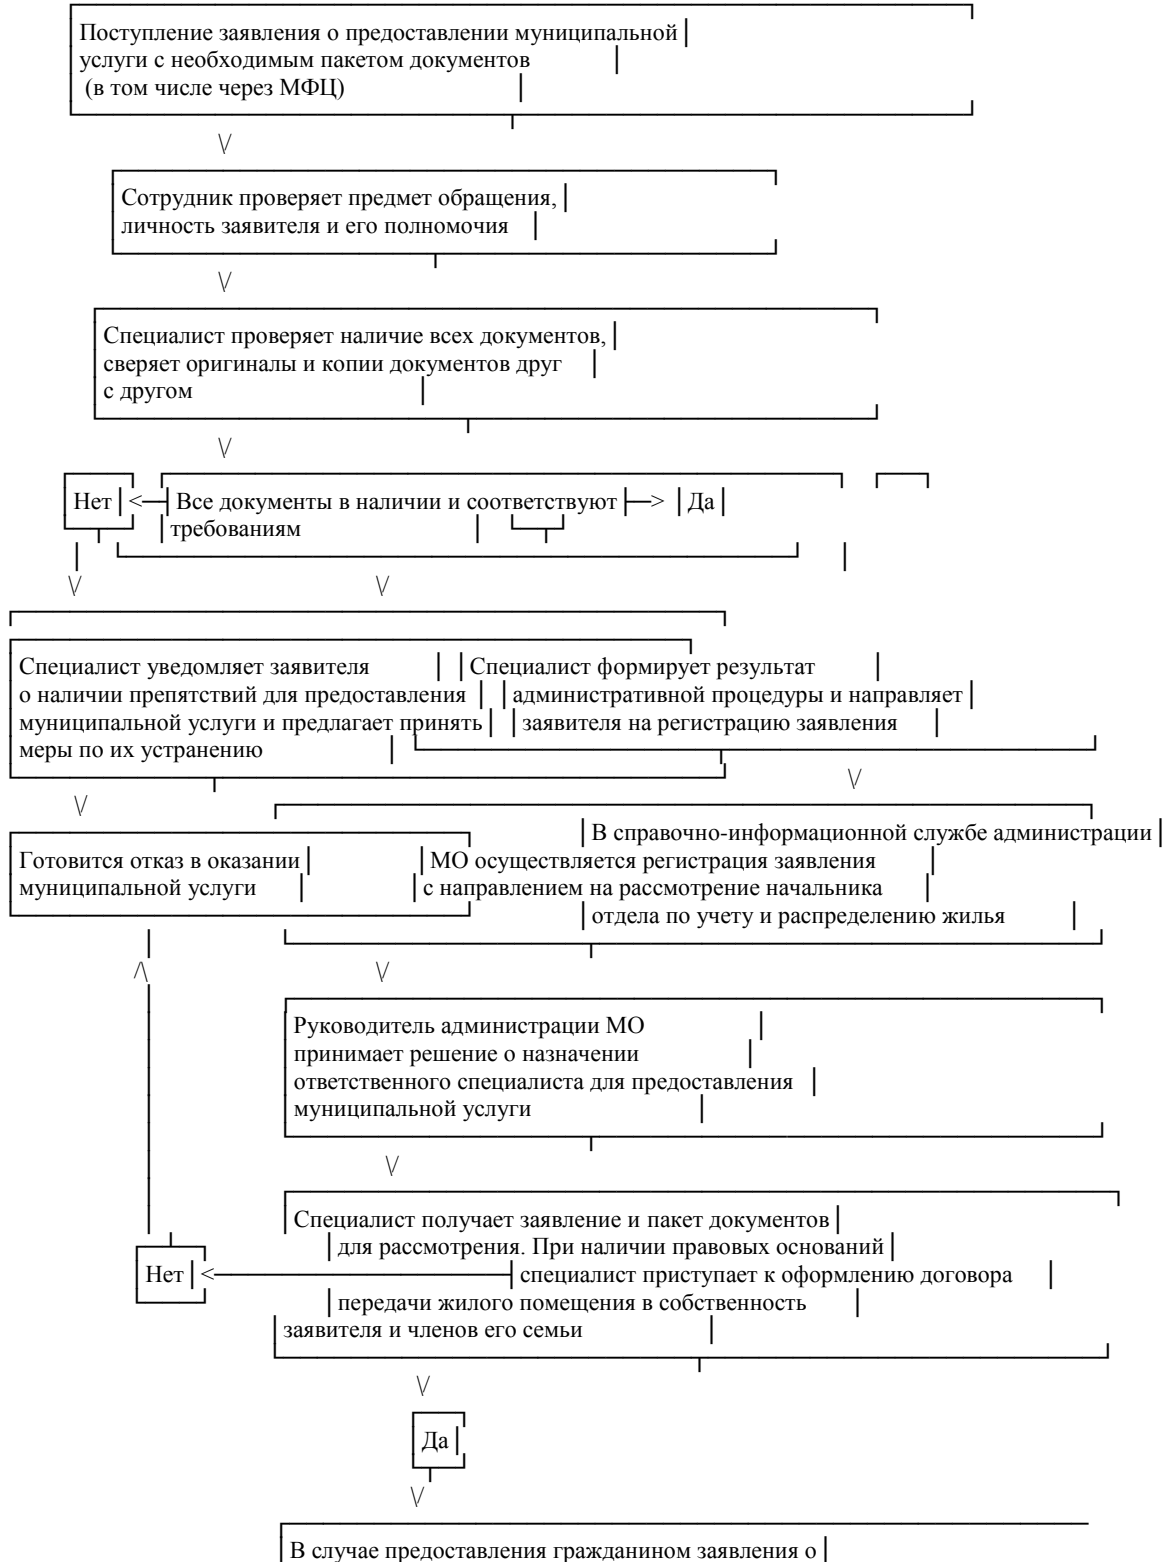 Поступление заявления о предоставлении муниципальной
услуги с необходимым пакетом документов
(в том числе через МФЦ)
Сотрудник проверяет предмет обращения,
личность заявителя и его полномочия
Специалист проверяет наличие всех документов,
сверяет оригиналы и копии документов друг
с другом
Нет
Все документы в наличии и соответствуют
требованиям
Да
Специалист уведомляет заявителя
о наличии препятствий для предоставления
муниципальной услуги и предлагает принять
меры по их устранению
Специалист формирует результат
административной процедуры и направляет
заявителя на регистрацию заявления
Готовится отказ в оказании
муниципальной услуги
В справочно-информационной службе администрации
МО осуществляется регистрация заявления
с направлением на рассмотрение начальника
отдела по учету и распределению жилья
Руководитель администрации МО
принимает решение о назначении
ответственного специалиста для предоставления
муниципальной услуги
Специалист получает заявление и пакет документов
для рассмотрения. При наличии правовых оснований
специалист приступает к оформлению договора
передачи жилого помещения в собственность
заявителя и членов его семьи
Нет
Да
В случае предоставления гражданином заявления о